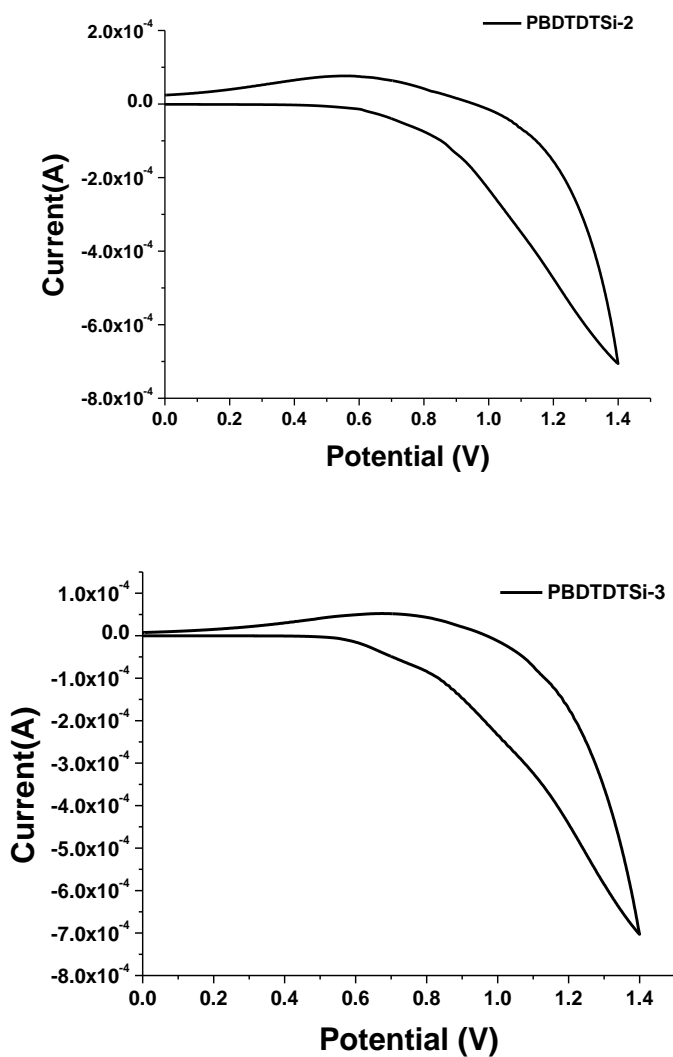 PBDTDTSi-2
2.0x10⁻⁴
0.0
-2.0x10⁻⁴
-4.0x10⁻⁴
-6.0x10⁻⁴
-8.0x10⁻⁴
Current(A)
0.0 0.2 0.4 0.6 0.8 1.0 1.2 1.4
Potential (V)
PBDTDTSi-3
1.0x10⁻⁴
0.0
-1.0x10⁻⁴
-2.0x10⁻⁴
-3.0x10⁻⁴
-4.0x10⁻⁴
-5.0x10⁻⁴
-6.0x10⁻⁴
-7.0x10⁻⁴
-8.0x10⁻⁴
Current(A)
0.0 0.2 0.4 0.6 0.8 1.0 1.2 1.4
Potential (V)